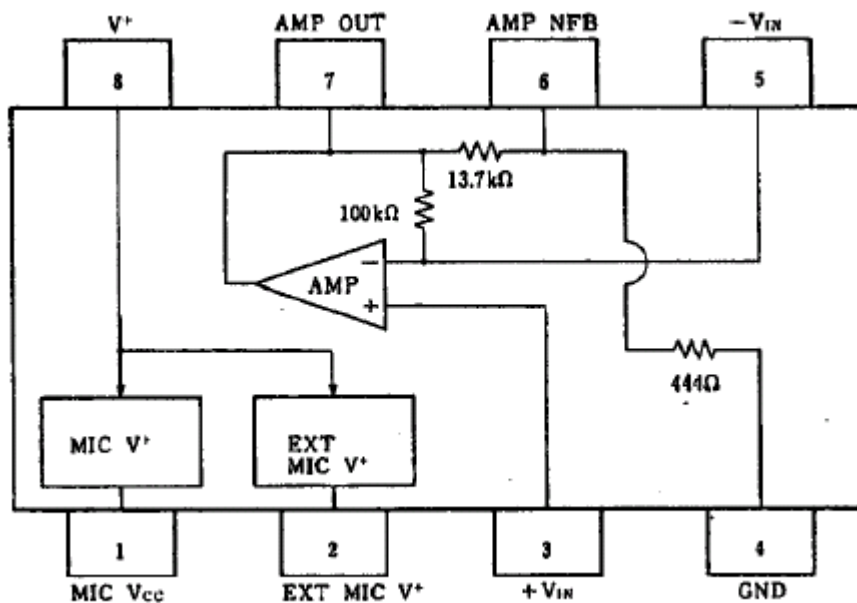 V⁺ AMP OUT AMP NFB −VIN
8 7 6 5
13.7kΩ
100kΩ
−
AMP
+
444Ω
MIC V⁺ EXT
MIC V⁺
1 2 3 4
MIC VCC EXT MIC V⁺ +VIN GND